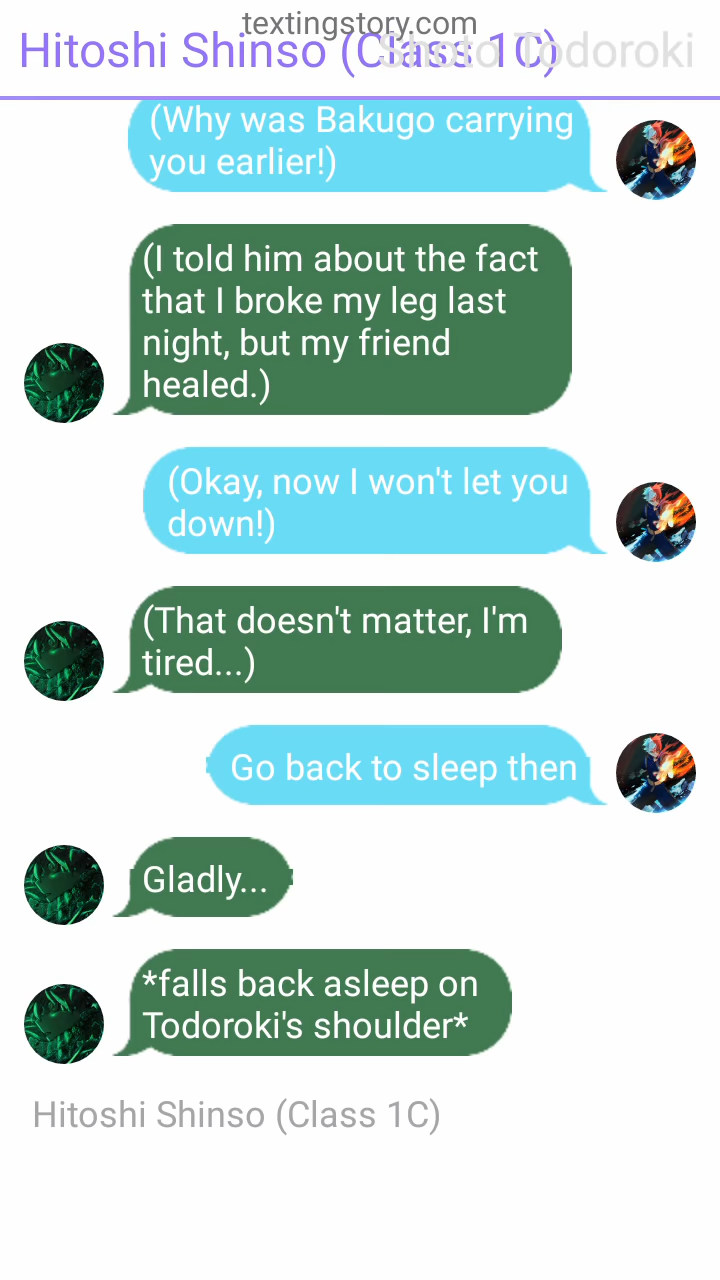 textingstory.com
Hitoshi Shinso (Class 1C)
Shoto Todoroki
(Why was Bakugo carrying
you earlier!)
(I told him about the fact
that I broke my leg last
night, but my friend
healed.)
(Okay, now I won't let you
down!)
(That doesn't matter, I'm
tired...)
Go back to sleep then
Gladly...
*falls back asleep on
Todoroki's shoulder*
Hitoshi Shinso (Class 1C)